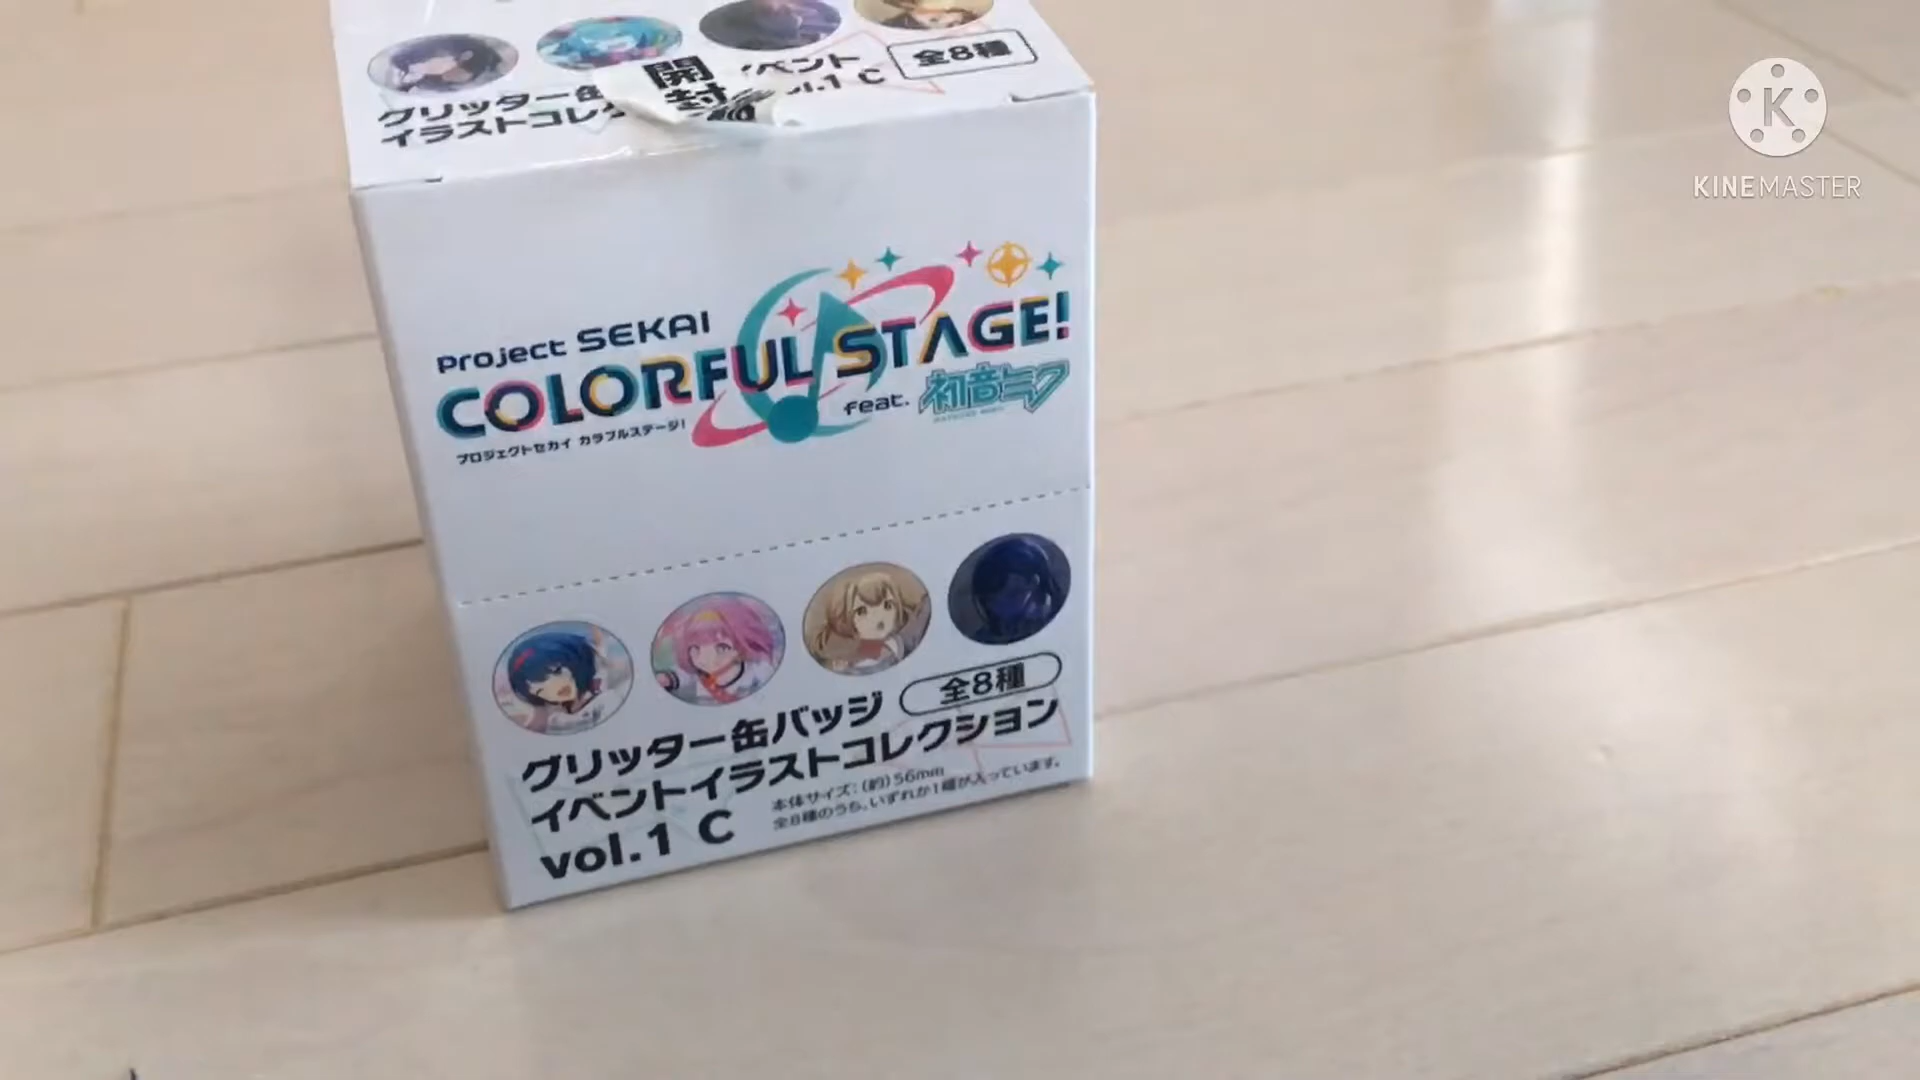 全8種
グリッター缶
イベント
イラストコレク
vol.1 C
開封
KINEMASTER
Project SEKAI
COLORFUL STAGE!
feat. 初音ミク
プロジェクトセカイ カラフルステージ!
全8種
グリッター缶バッジ
イベントイラストコレクション
vol.1 C
本体サイズ:(約)56mm
全8種のうち、いずれか1種が入っています。